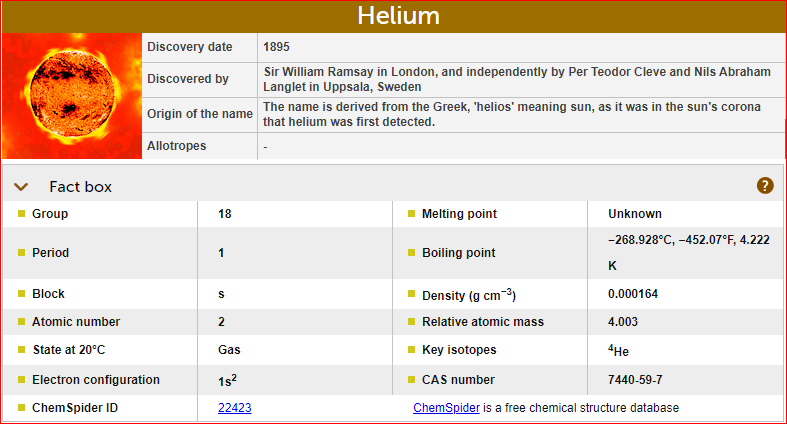 Helium
Discovery date 1895
Discovered by Sir William Ramsay in London, and independently by Per Teodor Cleve and Nils Abraham
Langlet in Uppsala, Sweden
Origin of the name The name is derived from the Greek, 'helios' meaning sun, as it was in the sun's corona
that helium was first detected.
Allotropes -
Fact box ?
Group 18 Melting point Unknown
Period 1 Boiling point −268.928°C, −452.07°F, 4.222
K
Block s Density (g cm⁻³) 0.000164
Atomic number 2 Relative atomic mass 4.003
State at 20°C Gas Key isotopes ⁴He
Electron configuration 1s² CAS number 7440-59-7
ChemSpider ID 22423 ChemSpider is a free chemical structure database